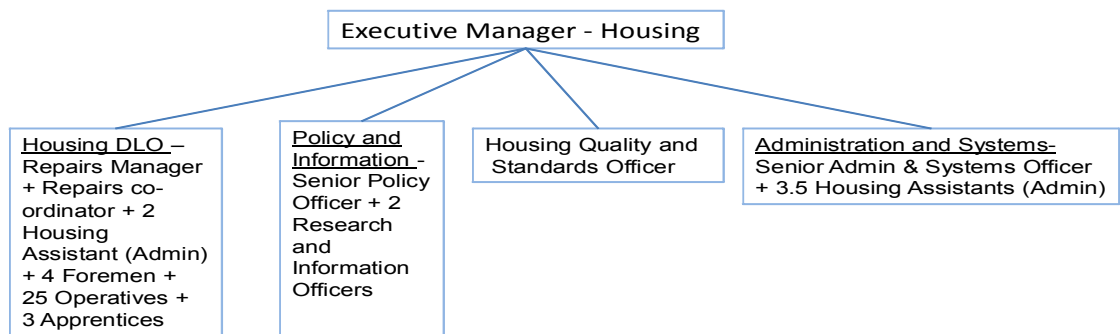 Executive Manager - Housing
Housing DLO –
Repairs Manager
+ Repairs co-
ordinator + 2
Housing
Assistant (Admin)
+ 4 Foremen +
25 Operatives +
3 Apprentices
Policy and
Information -
Senior Policy
Officer + 2
Research
and
Information
Officers
Housing Quality and
Standards Officer
Administration and Systems-
Senior Admin & Systems Officer
+ 3.5 Housing Assistants (Admin)